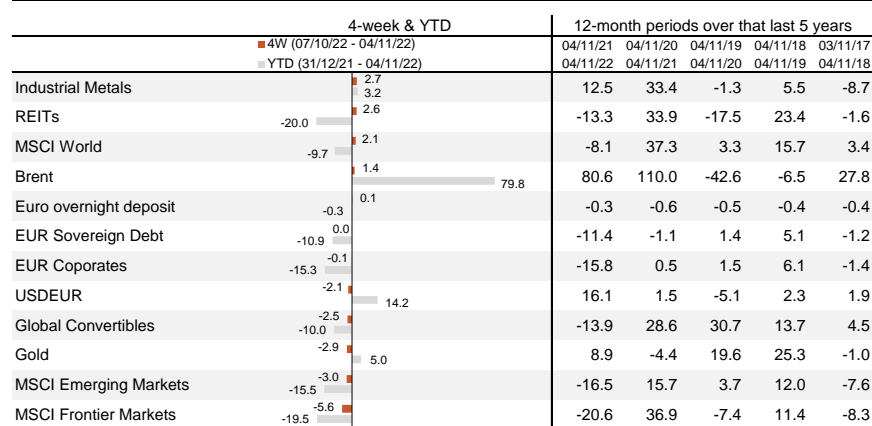 4-week & YTD 12-month periods over that last 5 years
4W (07/10/22 - 04/11/22) 04/11/21 04/11/20 04/11/19 04/11/18 03/11/17
YTD (31/12/21 - 04/11/22) 04/11/22 04/11/21 04/11/20 04/11/19 04/11/18
Industrial Metals 2.7 3.2 12.5 33.4 -1.3 5.5 -8.7
REITs 2.6 -20.0 -13.3 33.9 -17.5 23.4 -1.6
MSCI World 2.1 -9.7 -8.1 37.3 3.3 15.7 3.4
Brent 1.4 79.8 80.6 110.0 -42.6 -6.5 27.8
Euro overnight deposit 0.1 -0.3 -0.3 -0.6 -0.5 -0.4 -0.4
EUR Sovereign Debt 0.0 -10.9 -11.4 -1.1 1.4 5.1 -1.2
EUR Coporates -0.1 -15.3 -15.8 0.5 1.5 6.1 -1.4
USDEUR -2.1 14.2 16.1 1.5 -5.1 2.3 1.9
Global Convertibles -2.5 -10.0 -13.9 28.6 30.7 13.7 4.5
Gold -2.9 5.0 8.9 -4.4 19.6 25.3 -1.0
MSCI Emerging Markets -3.0 -15.5 -16.5 15.7 3.7 12.0 -7.6
MSCI Frontier Markets -5.6 -19.5 -20.6 36.9 -7.4 11.4 -8.3